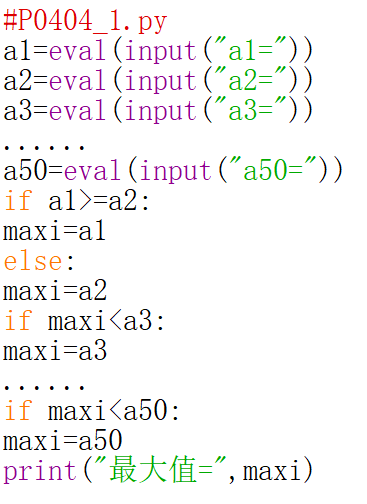 #P0404_1.py
a1=eval(input("a1="))
a2=eval(input("a2="))
a3=eval(input("a3="))
......
a50=eval(input("a50="))
if a1>=a2:
maxi=a1
else:
maxi=a2
if maxi<a3:
maxi=a3
......
if maxi<a50:
maxi=a50
print("最大值=",maxi)